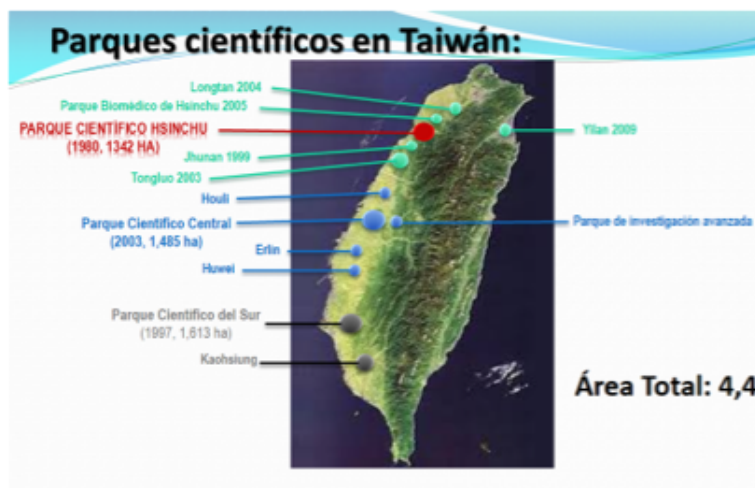 Parques científicos en Taiwán:
Longtan 2004
Parque Biomédico de Hsinchu 2005
PARQUE CIENTÍFICO HSINCHU
(1980, 1342 HA)
Yilan 2009
Jhunan 1999
Tongluo 2003
Houli
Parque Científico Central
(2003, 1,485 ha)
Parque de investigación avanzada
Erlin
Huwei
Parque Científico del Sur
(1997, 1,613 ha)
Kaohsiung
Área Total: 4,4